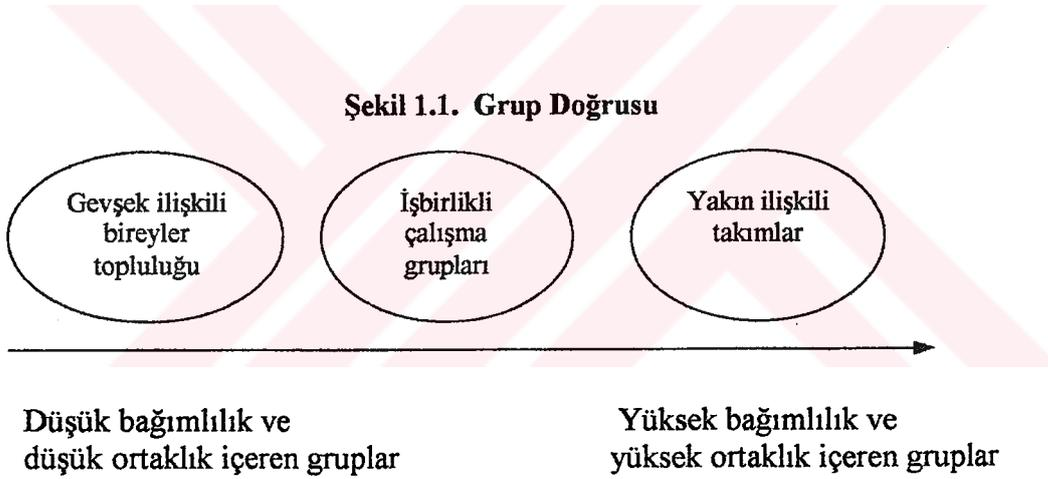 Şekil 1.1. Grup Doğrusu
Gevşek ilişkili
bireyler
topluluğu
İşbirlikli
çalışma
grupları
Yakın ilişkili
takımlar
Düşük bağımlılık ve
düşük ortaklık içeren gruplar
Yüksek bağımlılık ve
yüksek ortaklık içeren gruplar